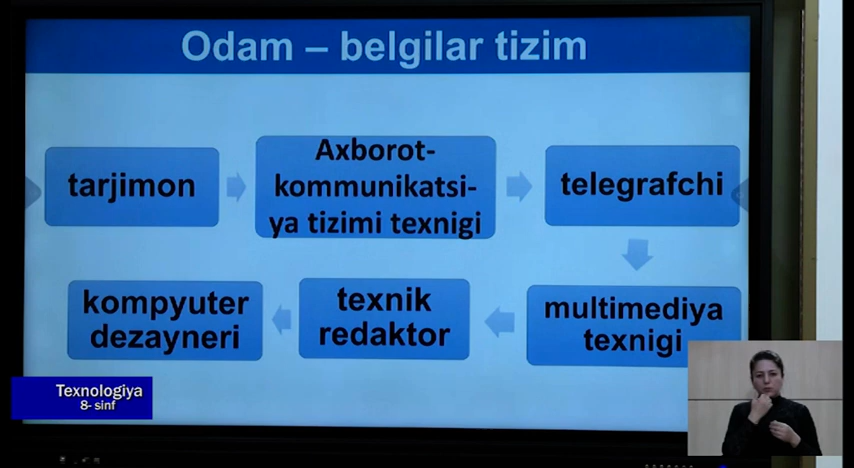 Odam – belgilar tizim
tarjimon
Axborot-
kommunikatsi-
ya tizimi texnigi
telegrafchi
multimediya
texnigi
texnik
redaktor
kompyuter
dezayneri
Texnologiya
8- sinf